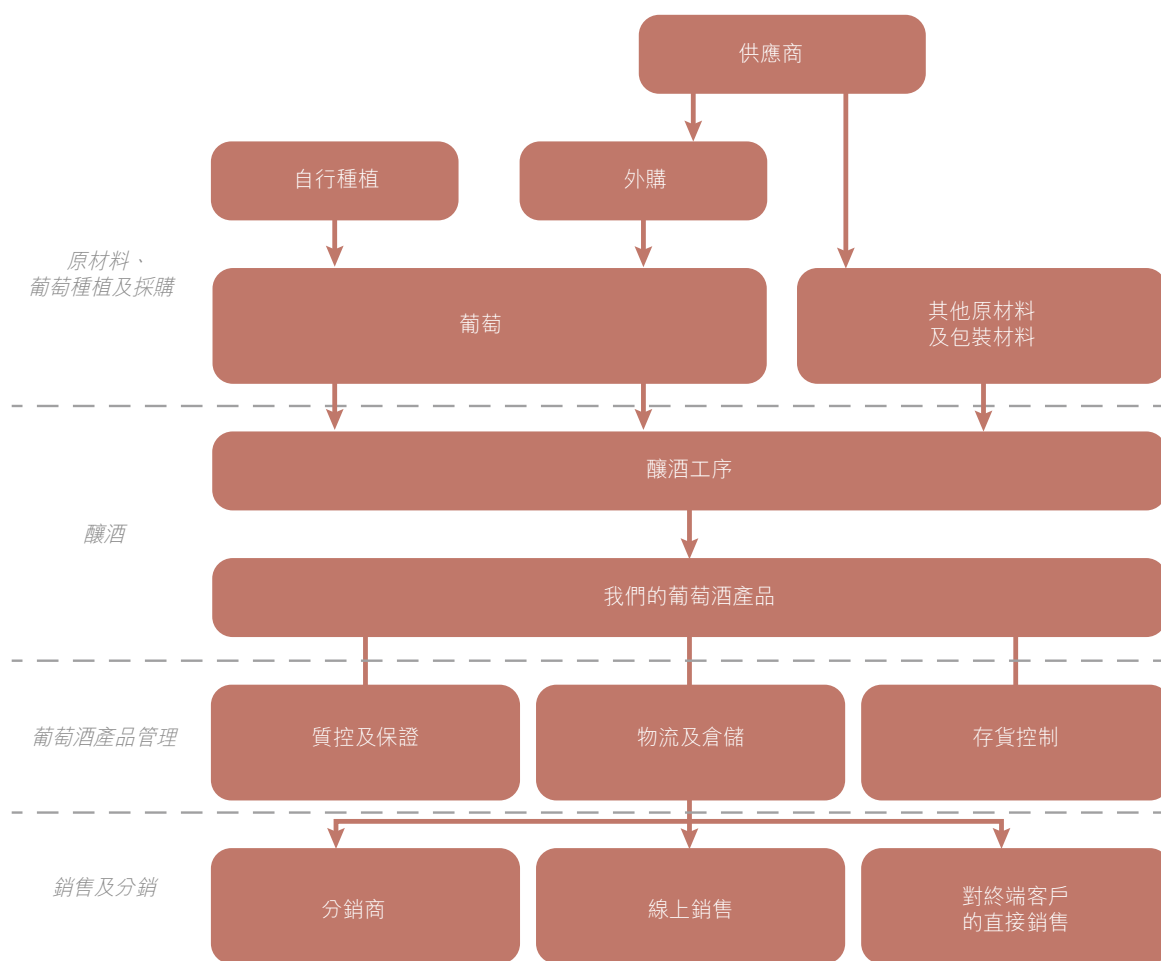 供應商
自行種植
外購
原材料、
葡萄種植及採購
葡萄
其他原材料
及包裝材料
釀酒工序
釀酒
我們的葡萄酒產品
葡萄酒產品管理
質控及保證
物流及倉儲
存貨控制
銷售及分銷
分銷商
線上銷售
對終端客戶
的直接銷售